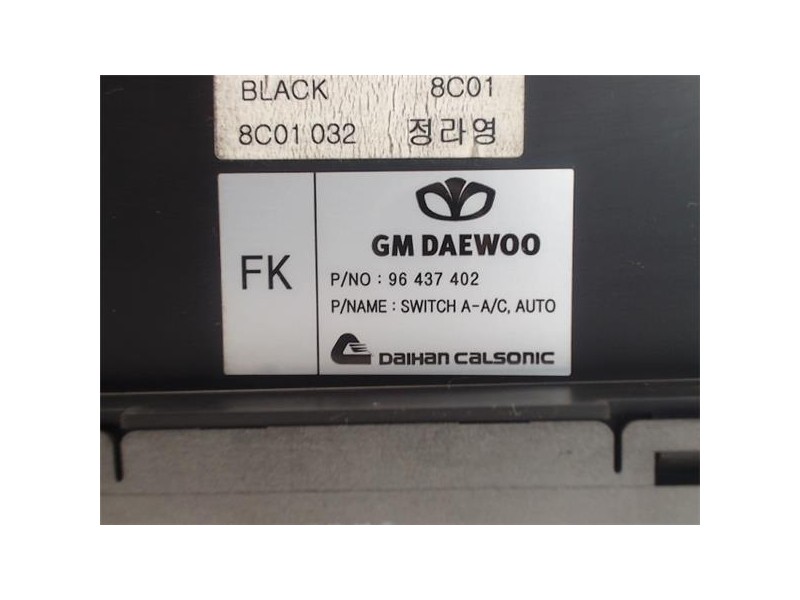 BLACK 8C01
8C01 032 정라영
FK
GM DAEWOO
P/NO : 96 437 402
P/NAME : SWITCH A-A/C, AUTO
DAIHAN CALSONIC